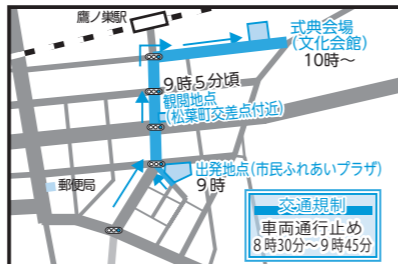 鷹ノ巣駅
式典会場
(文化会館)
10時～
9時5分頃
観閲地点
(松葉町交差点付近)
出発地点(市民ふれあいプラザ)
9時
郵便局
交通規制
車両通行止め
8時30分～9時45分